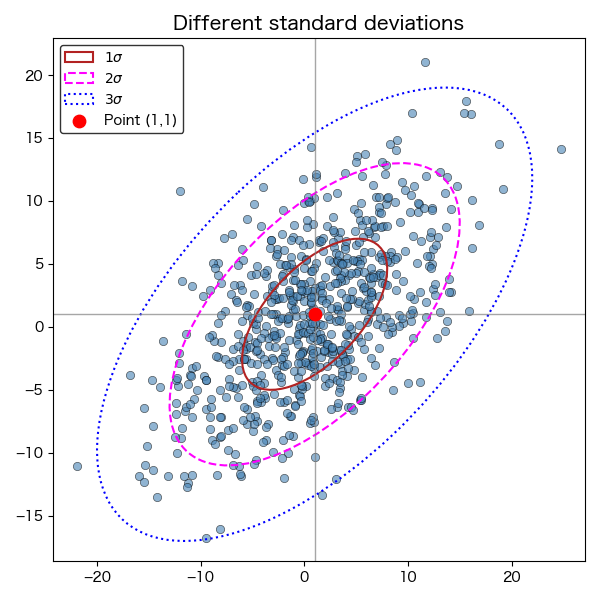 Different standard deviations
1σ
2σ
3σ
Point (1,1)
20
15
10
5
0
−5
−10
−15
−20
−10
0
10
20